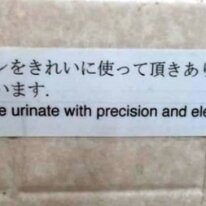 をきれいに使って頂きあり
います.
e urinate with precision and ele